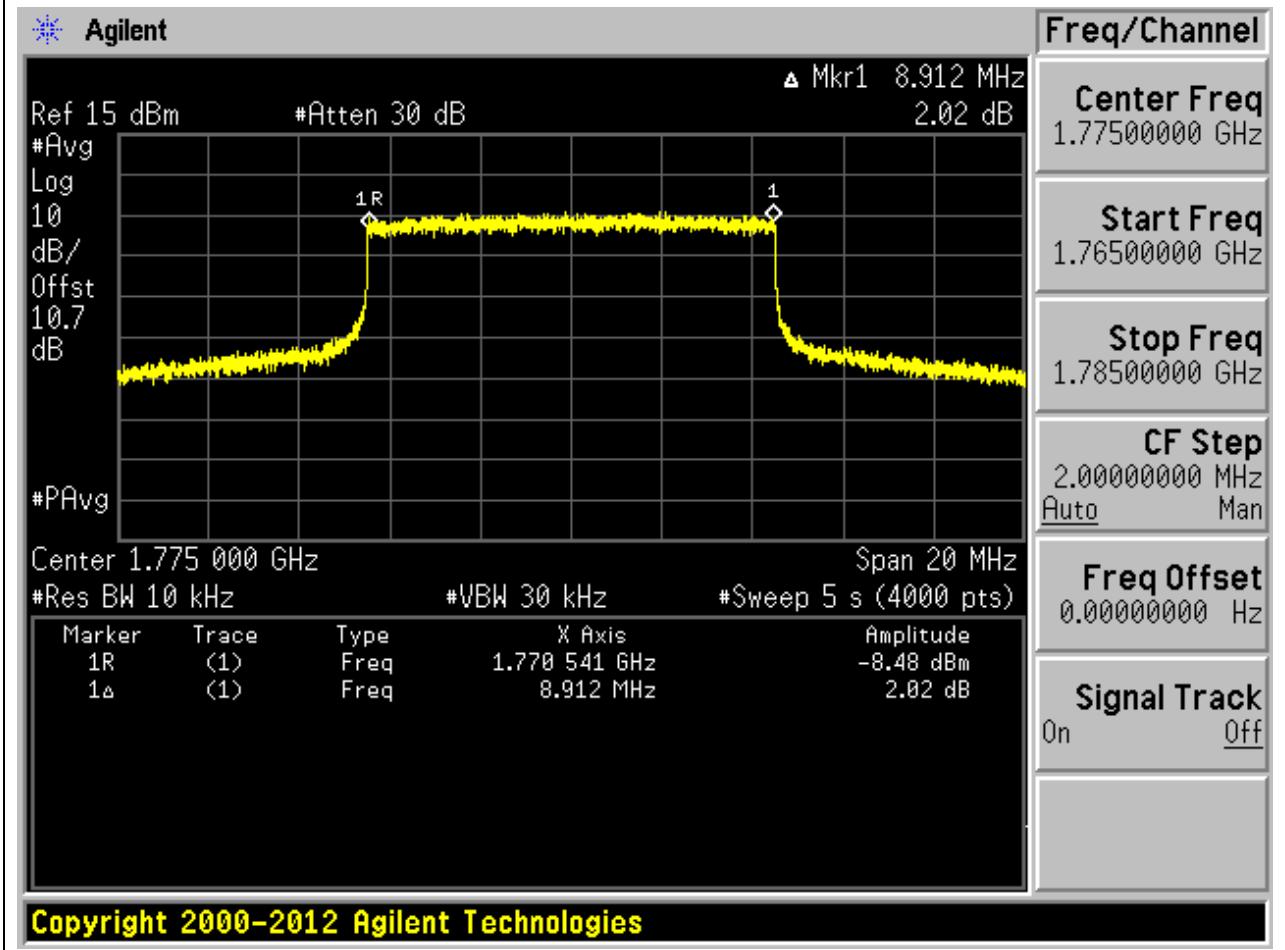 Agilent
Freq/Channel
Δ Mkr1 8.912 MHz
Ref 15 dBm #Atten 30 dB 2.02 dB
#Avg
Log
10
dB/
Offst
10.7
dB
#PAvg
1R
1
Center 1.775 000 GHz Span 20 MHz
#Res BW 10 kHz #VBW 30 kHz #Sweep 5 s (4000 pts)
Marker Trace Type X Axis Amplitude
1R (1) Freq 1.770 541 GHz -8.48 dBm
1Δ (1) Freq 8.912 MHz 2.02 dB
Center Freq
1.77500000 GHz
Start Freq
1.76500000 GHz
Stop Freq
1.78500000 GHz
CF Step
2.00000000 MHz
Auto Man
Freq Offset
0.00000000 Hz
Signal Track
On Off
Copyright 2000-2012 Agilent Technologies